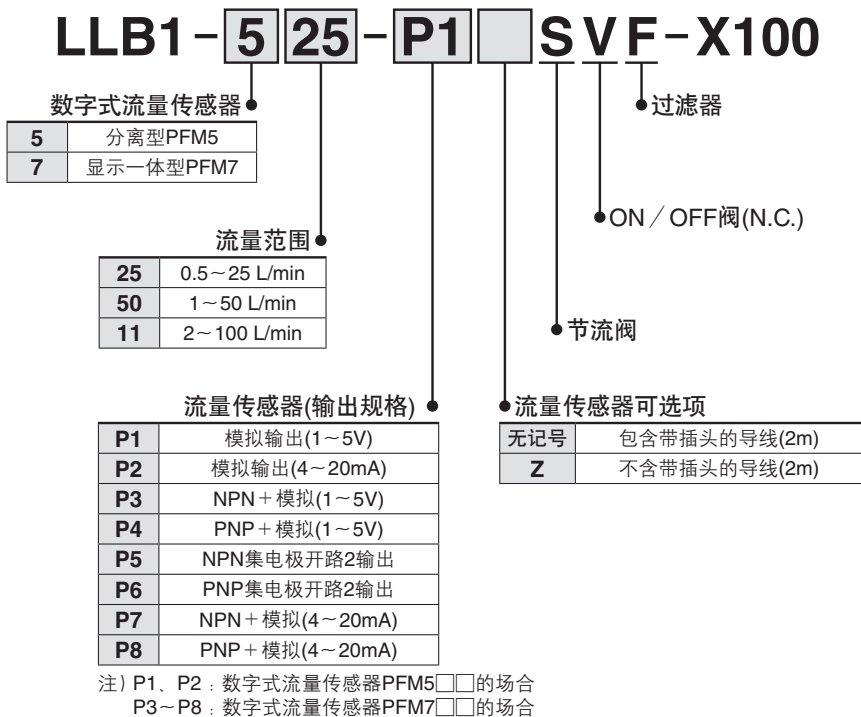 LLB1-525-P1□SVF-X100
数字式流量传感器
5 分离型PFM5
7 显示一体型PFM7
过滤器
ON／OFF阀(N.C.)
流量范围
25 0.5～25 L/min
50 1～50 L/min
11 2～100 L/min
节流阀
流量传感器(输出规格)
P1 模拟输出(1～5V)
P2 模拟输出(4～20mA)
P3 NPN＋模拟(1～5V)
P4 PNP＋模拟(1～5V)
P5 NPN集电极开路2输出
P6 PNP集电极开路2输出
P7 NPN＋模拟(4～20mA)
P8 PNP＋模拟(4～20mA)
流量传感器可选项
无记号 包含带插头的导线(2m)
Z 不含带插头的导线(2m)
注）P1、P2：数字式流量传感器PFM5□□的场合
P3～P8：数字式流量传感器PFM7□□的场合